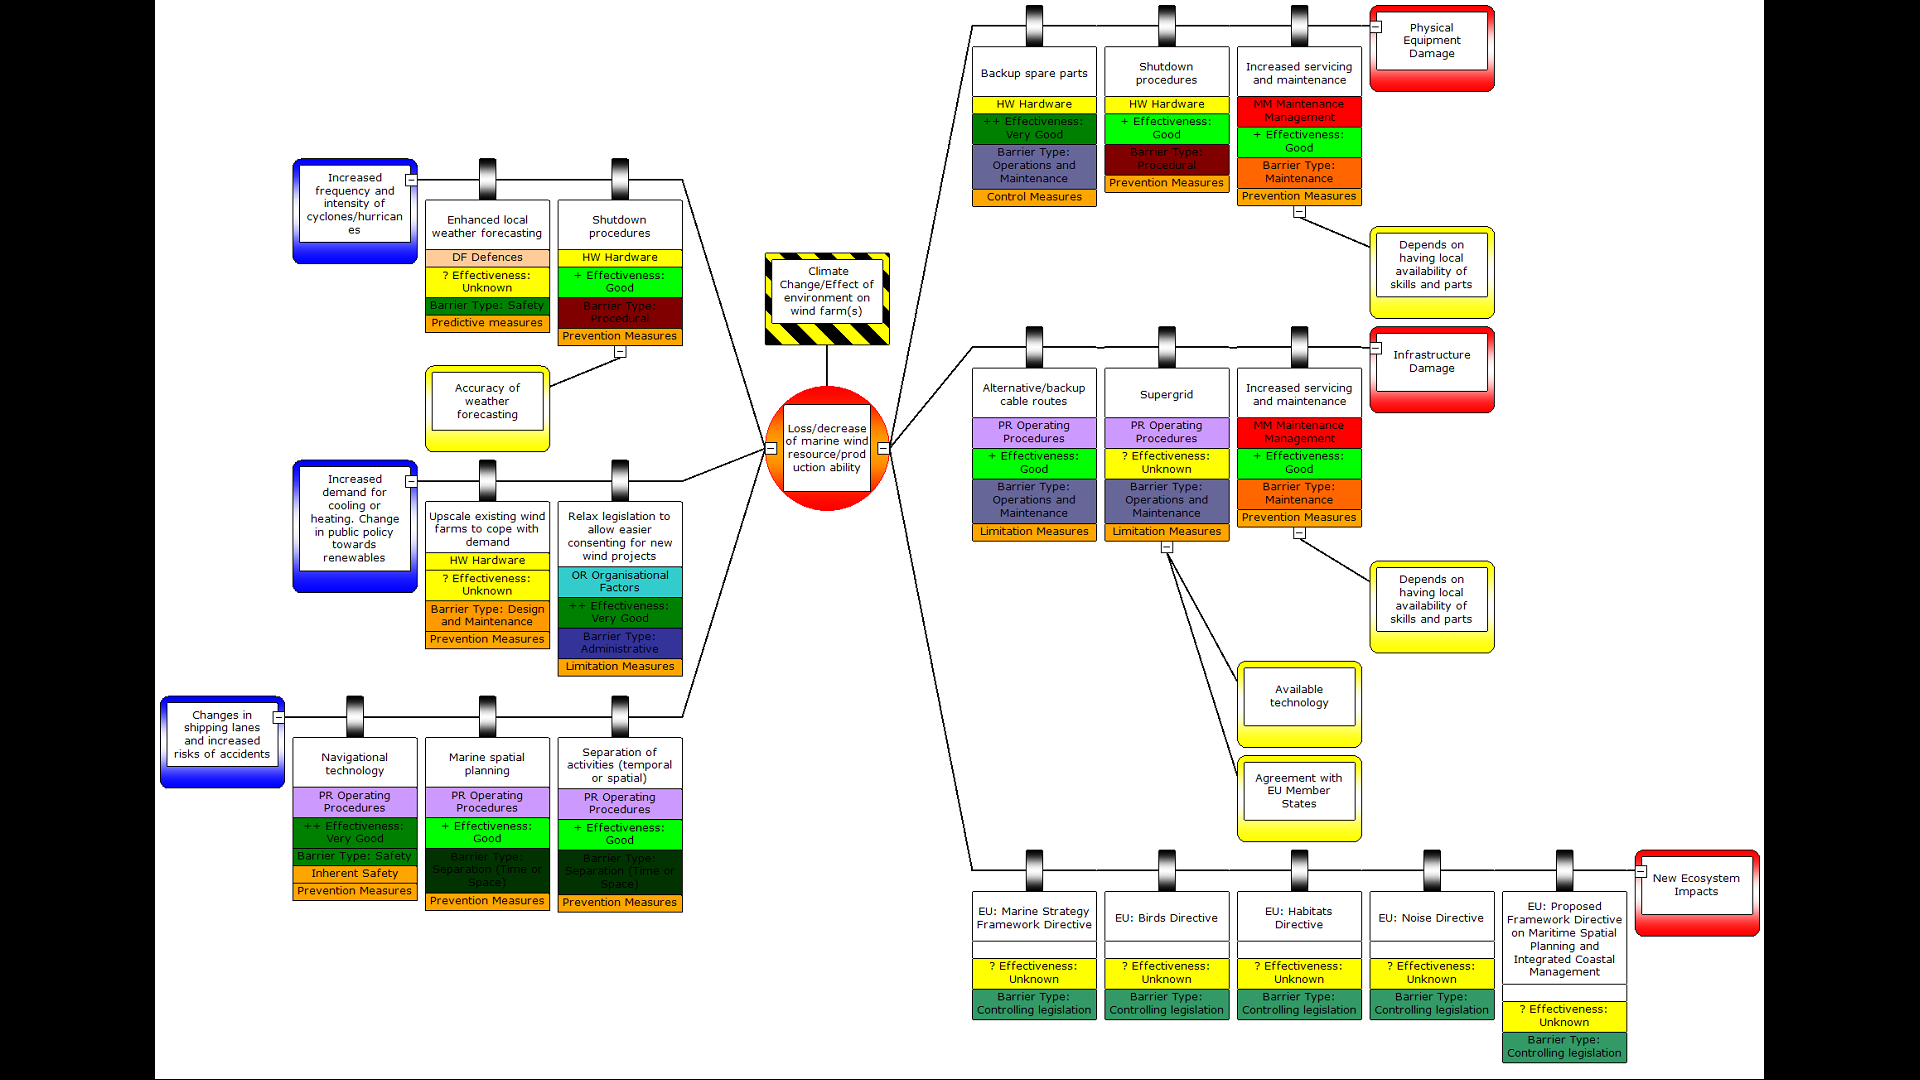 Physical
Equipment
Damage
Backup spare parts
HW Hardware
++ Effectiveness:
Very Good
Barrier Type:
Operations and
Maintenance
Control Measures
Shutdown
procedures
HW Hardware
+ Effectiveness:
Good
Barrier Type:
Procedural
Prevention Measures
Increased servicing
and maintenance
MM Maintenance
Management
+ Effectiveness:
Good
Barrier Type:
Maintenance
Prevention Measures
Depends on
having local
availability of
skills and parts
Increased
frequency and
intensity of
cyclones/hurrican
es
Enhanced local
weather forecasting
DF Defences
? Effectiveness:
Unknown
Barrier Type: Safety
Predictive measures
Shutdown
procedures
HW Hardware
+ Effectiveness:
Good
Barrier Type:
Procedural
Prevention Measures
Accuracy of
weather
forecasting
Climate
Change/Effect of
environment on
wind farm(s)
Loss/decrease
of marine wind
resource/prod
uction ability
Infrastructure
Damage
Alternative/backup
cable routes
PR Operating
Procedures
+ Effectiveness:
Good
Barrier Type:
Operations and
Maintenance
Limitation Measures
Supergrid
PR Operating
Procedures
? Effectiveness:
Unknown
Barrier Type:
Operations and
Maintenance
Limitation Measures
Increased servicing
and maintenance
MM Maintenance
Management
+ Effectiveness:
Good
Barrier Type:
Maintenance
Prevention Measures
Depends on
having local
availability of
skills and parts
Available
technology
Agreement with
EU Member
States
Increased
demand for
cooling or
heating. Change
in public policy
towards
renewables
Upscale existing wind
farms to cope with
demand
HW Hardware
? Effectiveness:
Unknown
Barrier Type: Design
and Maintenance
Prevention Measures
Relax legislation to
allow easier
consenting for new
wind projects
OR Organisational
Factors
++ Effectiveness:
Very Good
Barrier Type:
Administrative
Limitation Measures
Changes in
shipping lanes
and increased
risks of accidents
Navigational
technology
PR Operating
Procedures
++ Effectiveness:
Very Good
Barrier Type: Safety
Inherent Safety
Prevention Measures
Marine spatial
planning
PR Operating
Procedures
+ Effectiveness:
Good
Barrier Type:
Separation (Time or
Space)
Prevention Measures
Separation of
activities (temporal
or spatial)
PR Operating
Procedures
+ Effectiveness:
Good
Barrier Type:
Separation (Time or
Space)
Prevention Measures
New Ecosystem
Impacts
EU: Marine Strategy
Framework Directive
? Effectiveness:
Unknown
Barrier Type:
Controlling legislation
EU: Birds Directive
? Effectiveness:
Unknown
Barrier Type:
Controlling legislation
EU: Habitats
Directive
? Effectiveness:
Unknown
Barrier Type:
Controlling legislation
EU: Noise Directive
? Effectiveness:
Unknown
Barrier Type:
Controlling legislation
EU: Proposed
Framework Directive
on Maritime Spatial
Planning and
Integrated Coastal
Management
? Effectiveness:
Unknown
Barrier Type:
Controlling legislation